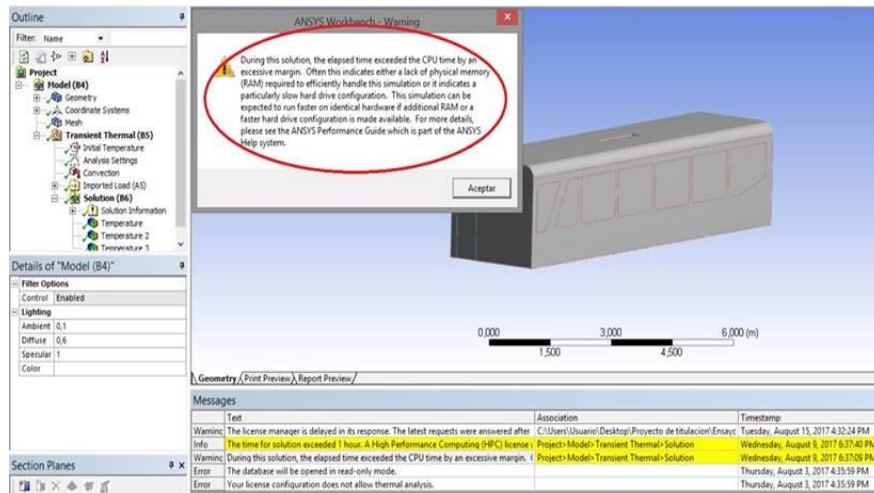 Outline
Filter: Name
Project
Model (B4)
Geometry
Coordinate Systems
Mesh
Transient Thermal (B5)
Initial Temperature
Analysis Settings
Convection
Imported Load (A5)
Solution (B6)
Solution Information
Temperature
Temperature 2
Temperature 3
Details of "Model (B4)"
Filter Options
Control Enabled
Lighting
Ambient 0,1
Diffuse 0,6
Specular 1
Color
Section Planes
ANSYS Workbench - Warning
During this solution, the elapsed time exceeded the CPU time by an
excessive margin. Often this indicates either a lack of physical memory
(RAM) required to efficiently handle this simulation or it indicates a
particularly slow hard drive configuration. This simulation can be
expected to run faster on identical hardware if additional RAM or a
faster hard drive configuration is made available. For more details,
please see the ANSYS Performance Guide which is part of the ANSYS
Help system.
Aceptar
0,000 3,000 6,000 (m)
1,500 4,500
Geometry Print Preview Report Preview
Messages
Text Association Timestamp
Warninc The license manager is delayed in its response. The latest requests were answered after C:\Users\Usuario\Desktop\Proyecto de titulacion\Ensayc Tuesday, August 15, 2017 4:32:24 PM
Info The time for solution exceeded 1 hour. A High Performance Computing (HPC) license Project>Model>Transient Thermal>Solution Wednesday, August 9, 2017 6:37:40 PM
Warninc During this solution, the elapsed time exceeded the CPU time by an excessive margin. Project>Model>Transient Thermal>Solution Wednesday, August 9, 2017 6:37:09 PM
Error The database will be opened in read-only mode. Thursday, August 3, 2017 4:35:59 PM
Error Your license configuration does not allow thermal analysis. Thursday, August 3, 2017 4:35:59 PM